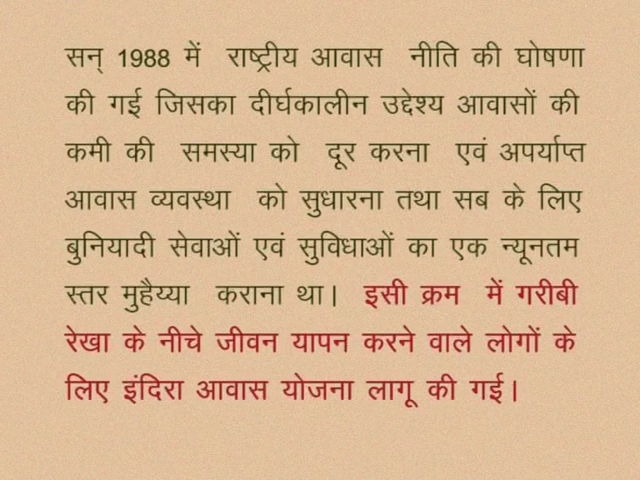 सन् 1988 में राष्ट्रीय आवास नीति की घोषणा
की गई जिसका दीर्घकालीन उद्देश्य आवासों की
कमी की समस्या को दूर करना एवं अपर्याप्त
आवास व्यवस्था को सुधारना तथा सब के लिए
बुनियादी सेवाओं एवं सुविधाओं का एक न्यूनतम
स्तर मुहैय्या कराना था। इसी क्रम में गरीबी
रेखा के नीचे जीवन यापन करने वाले लोगों के
लिए इंदिरा आवास योजना लागू की गई।